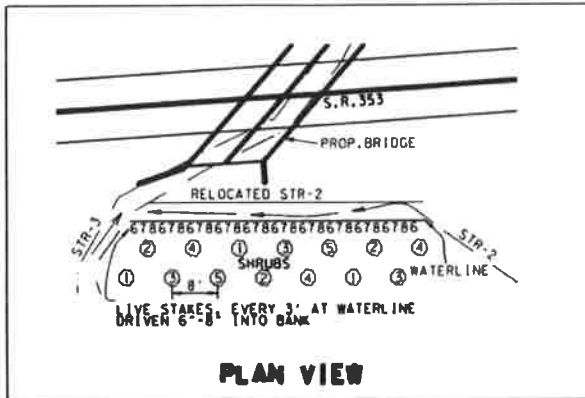 S.R.353
PROP.BRIDGE
RELOCATED STR-2
STR-3
STR-2
2 4 1 3 5 2 4
SHRUBS
WATERLINE
1 3 5 2 4 1 3
8'
LIVE STAKES, EVERY 3' AT WATERLINE
DRIVEN 6"-8" INTO BANK
PLAN VIEW